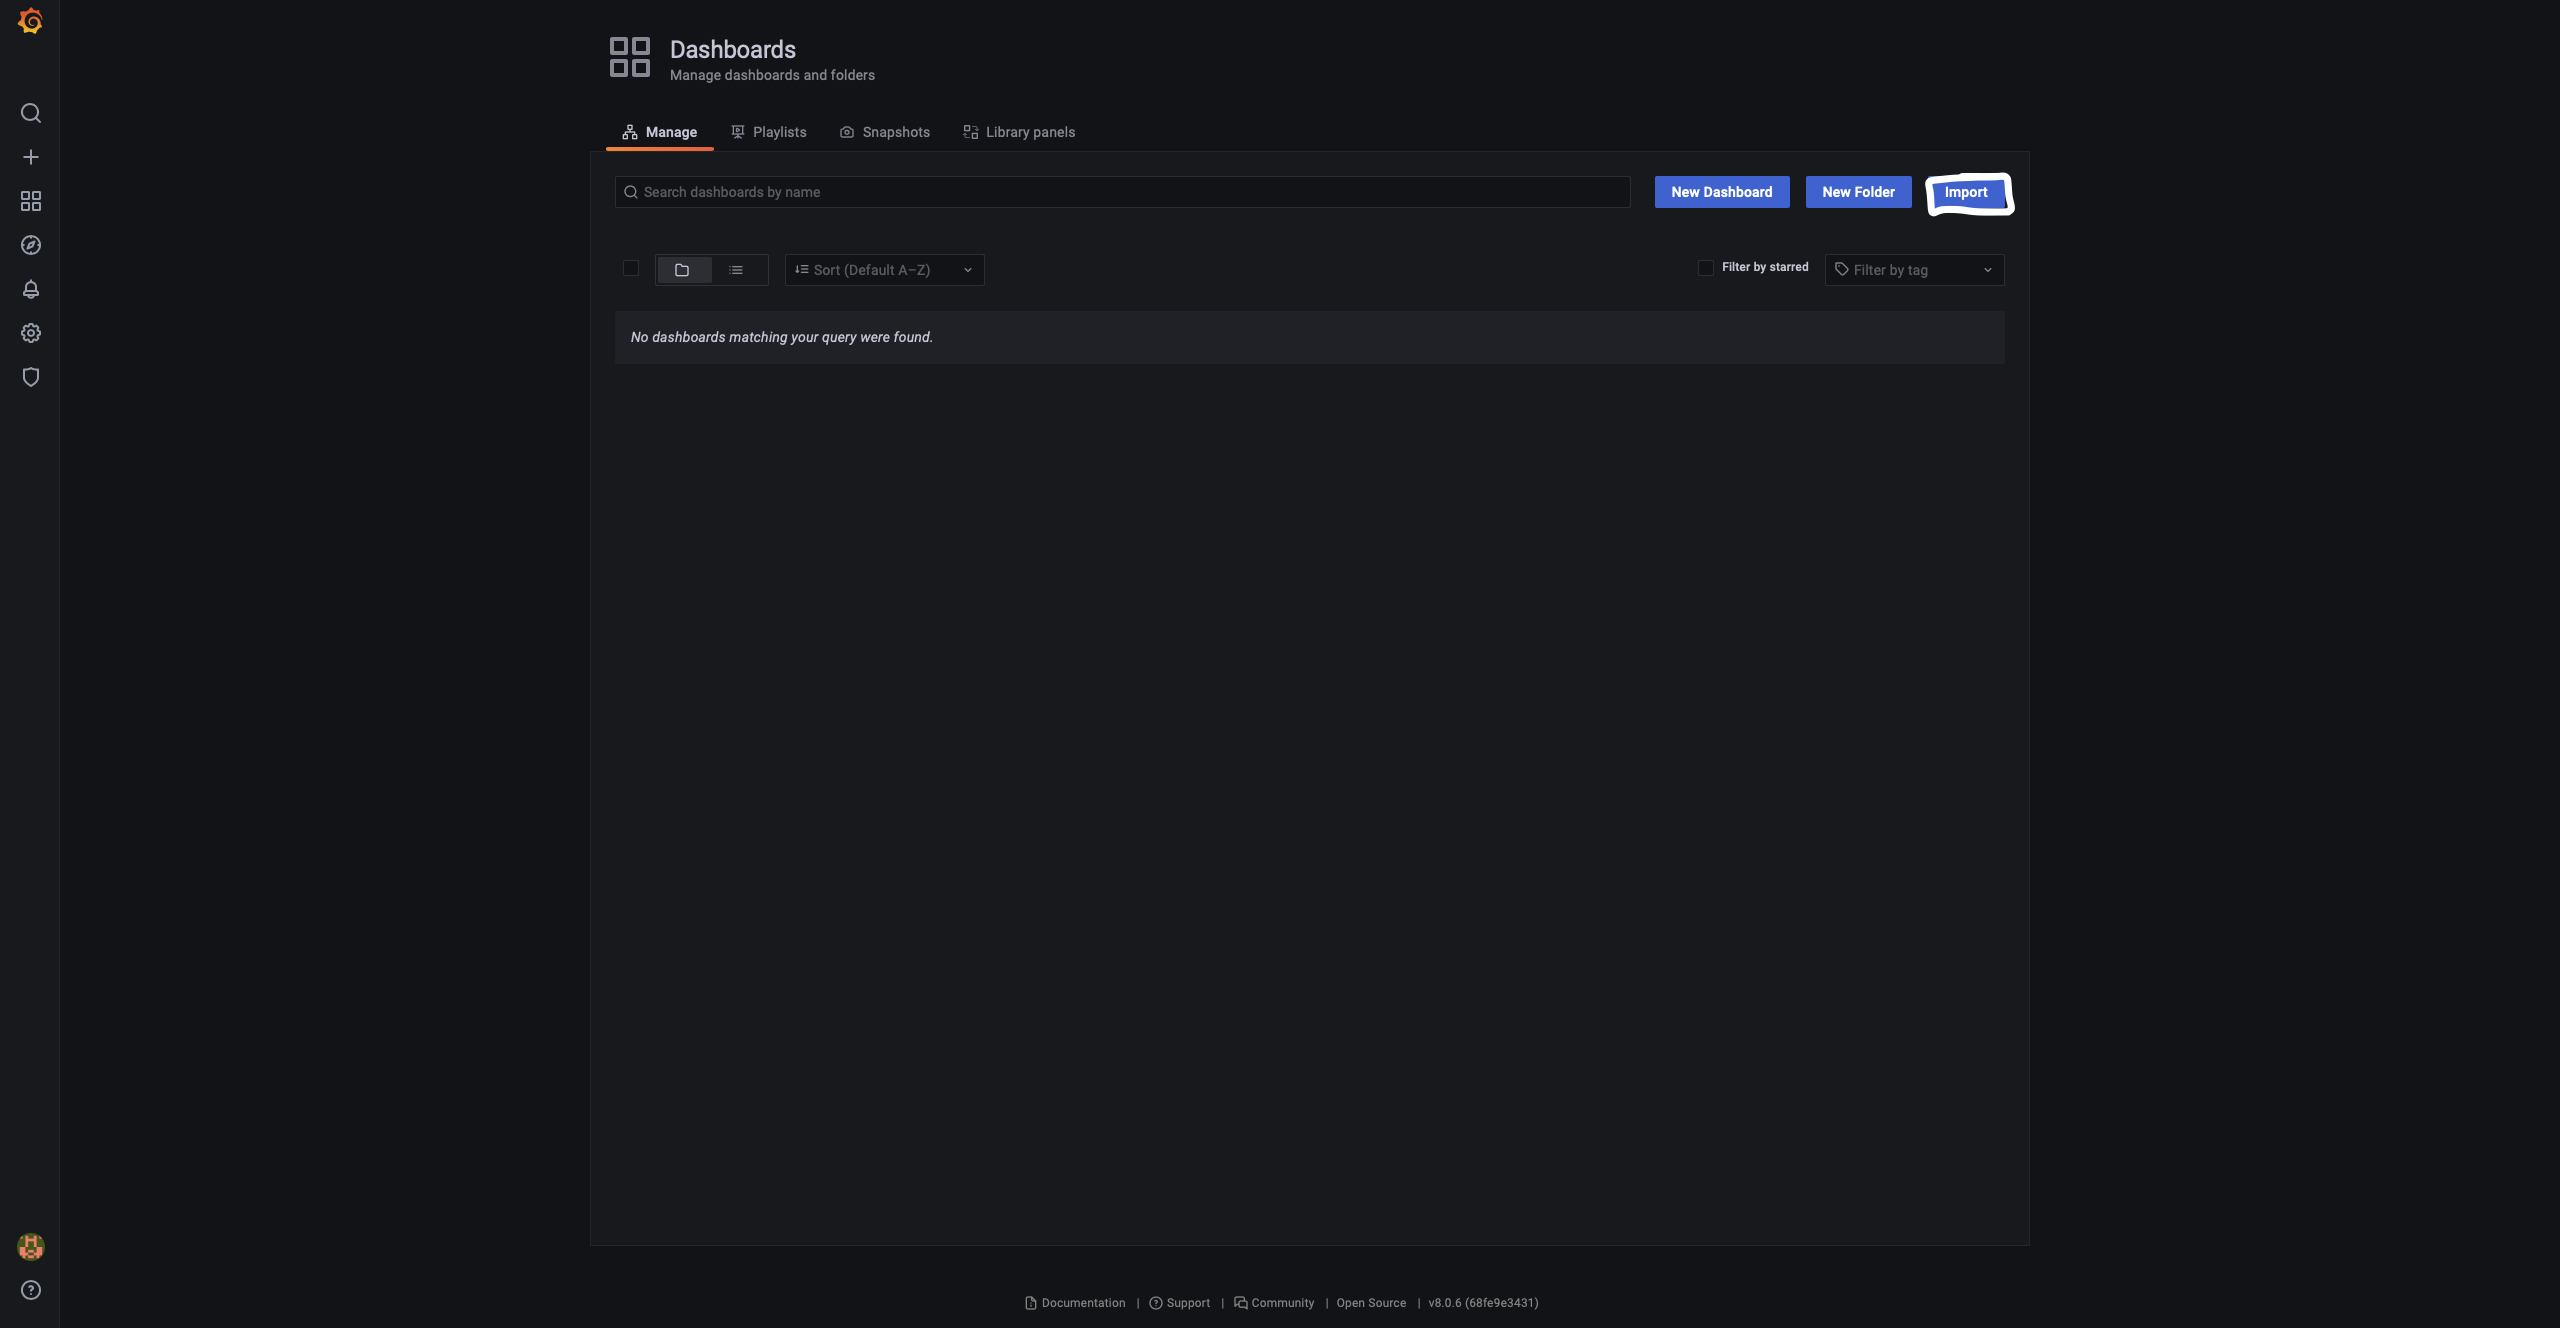 Dashboards
Manage dashboards and folders
Manage Playlists Snapshots Library panels
Search dashboards by name New Dashboard New Folder Import
Sort (Default A–Z) Filter by starred Filter by tag
No dashboards matching your query were found.
Documentation | Support | Community | Open Source | v8.0.6 (68fe9e3431)